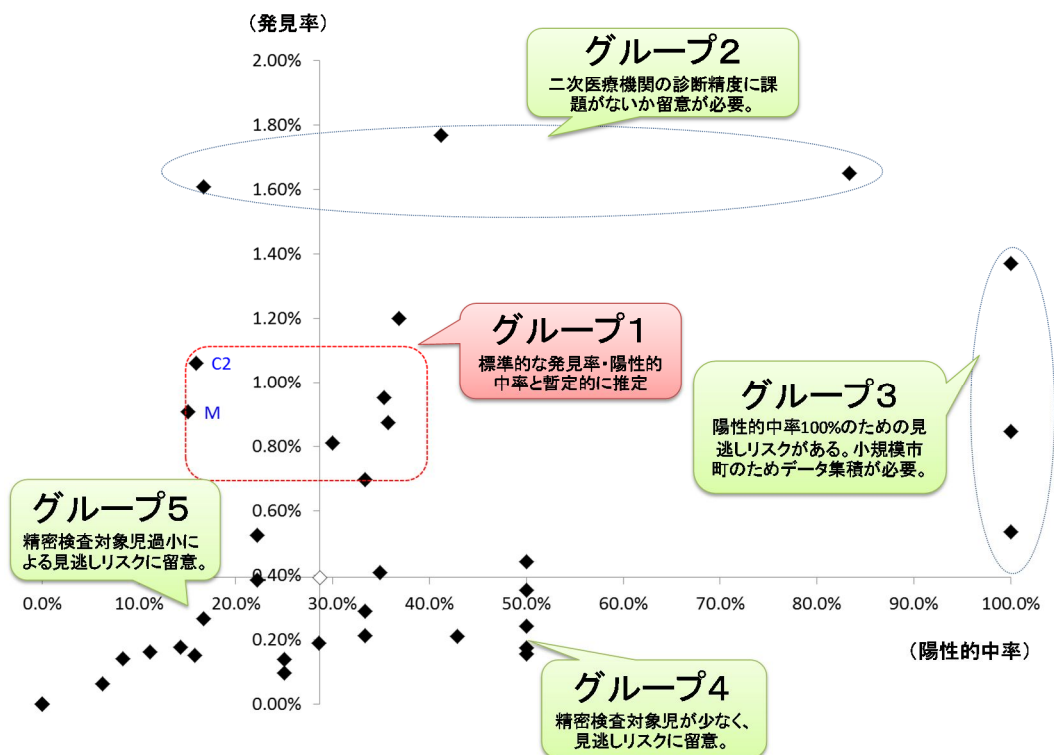 (発見率)
グループ2
二次医療機関の診断精度に課
題がないか留意が必要。
2.00%
1.80%
1.60%
1.40%
1.20%
1.00%
0.80%
0.60%
0.40%
0.20%
0.00%
グループ1
標準的な発見率・陽性的
中率と暫定的に推定
C2
M
グループ3
陽性的中率100%のための見
逃しリスクがある。小規模市
町のためデータ集積が必要。
グループ5
精密検査対象児過小に
よる見逃しリスクに留意。
0.0% 10.0% 20.0% 30.0% 40.0% 50.0% 60.0% 70.0% 80.0% 90.0% 100.0%
(陽性的中率)
グループ4
精密検査対象児が少なく、
見逃しリスクに留意。